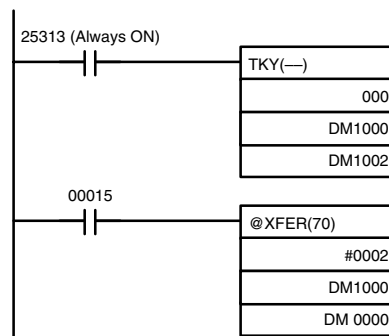 25313 (Always ON)
TKY(––)
000
DM1000
DM1002
00015
@XFER(70)
#0002
DM1000
DM 0000